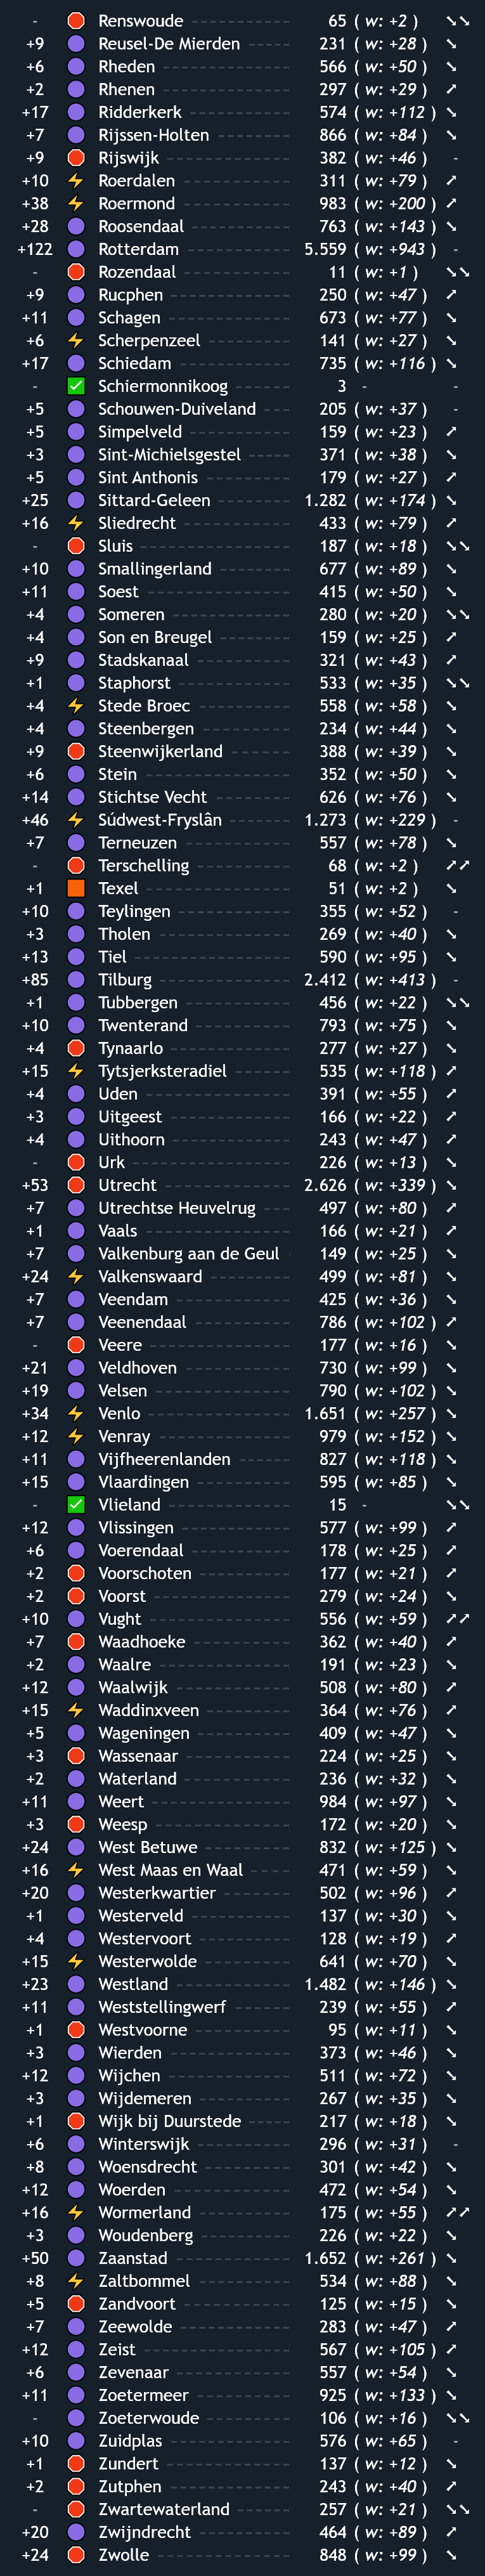 - Renswoude 65 ( w: +2 ) ↘↘
+9 Reusel-De Mierden 231 ( w: +28 ) ↘
+6 Rheden 566 ( w: +50 ) ↘
+2 Rhenen 297 ( w: +29 ) ↗
+17 Ridderkerk 574 ( w: +112 ) ↘
+7 Rijssen-Holten 866 ( w: +84 ) ↘
+9 Rijswijk 382 ( w: +46 ) -
+10 Roerdalen 311 ( w: +79 ) ↗
+38 Roermond 983 ( w: +200 ) ↗
+28 Roosendaal 763 ( w: +143 ) ↘
+122 Rotterdam 5.559 ( w: +943 ) -
- Rozendaal 11 ( w: +1 ) ↘↘
+9 Rucphen 250 ( w: +47 ) ↗
+11 Schagen 673 ( w: +77 ) ↘
+6 Scherpenzeel 141 ( w: +27 ) ↘
+17 Schiedam 735 ( w: +116 ) ↘
- Schiermonnikoog 3 - -
+5 Schouwen-Duiveland 205 ( w: +37 ) -
+5 Simpelveld 159 ( w: +23 ) ↗
+3 Sint-Michielsgestel 371 ( w: +38 ) ↘
+5 Sint Anthonis 179 ( w: +27 ) ↗
+25 Sittard-Geleen 1.282 ( w: +174 ) ↘
+16 Sliedrecht 433 ( w: +79 ) ↗
- Sluis 187 ( w: +18 ) ↘↘
+10 Smallingerland 677 ( w: +89 ) ↘
+11 Soest 415 ( w: +50 ) ↘
+4 Someren 280 ( w: +20 ) ↘↘
+4 Son en Breugel 159 ( w: +25 ) ↗
+9 Stadskanaal 321 ( w: +43 ) ↗
+1 Staphorst 533 ( w: +35 ) ↘↘
+4 Stede Broec 558 ( w: +58 ) ↘
+4 Steenbergen 234 ( w: +44 ) ↘
+9 Steenwijkerland 388 ( w: +39 ) ↘
+6 Stein 352 ( w: +50 ) ↘
+14 Stichtse Vecht 626 ( w: +76 ) ↘
+46 Súdwest-Fryslân 1.273 ( w: +229 ) -
+7 Terneuzen 557 ( w: +78 ) ↘
- Terschelling 68 ( w: +2 ) ↗↗
+1 Texel 51 ( w: +2 ) ↘
+10 Teylingen 355 ( w: +52 ) -
+3 Tholen 269 ( w: +40 ) ↘
+13 Tiel 590 ( w: +95 ) ↘
+85 Tilburg 2.412 ( w: +413 ) -
+1 Tubbergen 456 ( w: +22 ) ↘↘
+10 Twenterand 793 ( w: +75 ) ↘
+4 Tynaarlo 277 ( w: +27 ) ↘
+15 Tytsjerksteradiel 535 ( w: +118 ) ↗
+4 Uden 391 ( w: +55 ) ↗
+3 Uitgeest 166 ( w: +22 ) ↗
+4 Uithoorn 243 ( w: +47 ) ↗
- Urk 226 ( w: +13 ) ↘
+53 Utrecht 2.626 ( w: +339 ) ↘
+7 Utrechtse Heuvelrug 497 ( w: +80 ) ↗
+1 Vaals 166 ( w: +21 ) ↗
+7 Valkenburg aan de Geul 149 ( w: +25 ) ↘
+24 Valkenswaard 499 ( w: +81 ) ↘
+7 Veendam 425 ( w: +36 ) ↘
+7 Veenendaal 786 ( w: +102 ) ↗
- Veere 177 ( w: +16 ) ↘
+21 Veldhoven 730 ( w: +99 ) ↘
+19 Velsen 790 ( w: +102 ) ↘
+34 Venlo 1.651 ( w: +257 ) ↘
+12 Venray 979 ( w: +152 ) ↘
+11 Vijfheerenlanden 827 ( w: +118 ) ↘
+15 Vlaardingen 595 ( w: +85 ) ↘
- Vlieland 15 - ↘↘
+12 Vlissingen 577 ( w: +99 ) ↗
+6 Voerendaal 178 ( w: +25 ) ↗
+2 Voorschoten 177 ( w: +21 ) ↗
+2 Voorst 279 ( w: +24 ) ↘
+10 Vught 556 ( w: +59 ) ↗↗
+7 Waadhoeke 362 ( w: +40 ) ↗
+2 Waalre 191 ( w: +23 ) ↘
+12 Waalwijk 508 ( w: +80 ) ↗
+15 Waddinxveen 364 ( w: +76 ) ↗
+5 Wageningen 409 ( w: +47 ) ↘
+3 Wassenaar 224 ( w: +25 ) ↘
+2 Waterland 236 ( w: +32 ) ↘
+11 Weert 984 ( w: +97 ) ↘
+3 Weesp 172 ( w: +20 ) ↘
+24 West Betuwe 832 ( w: +125 ) ↘
+16 West Maas en Waal 471 ( w: +59 ) ↘
+20 Westerkwartier 502 ( w: +96 ) ↗
+1 Westerveld 137 ( w: +30 ) ↘
+4 Westervoort 128 ( w: +19 ) ↗
+15 Westerwolde 641 ( w: +70 ) ↘
+23 Westland 1.482 ( w: +146 ) ↘
+11 Weststellingwerf 239 ( w: +55 ) ↗
+1 Westvoorne 95 ( w: +11 ) ↘
+3 Wierden 373 ( w: +46 ) ↘
+12 Wijchen 511 ( w: +72 ) ↘
+3 Wijdemeren 267 ( w: +35 ) ↘
+1 Wijk bij Duurstede 217 ( w: +18 ) ↘
+6 Winterswijk 296 ( w: +31 ) -
+8 Woensdrecht 301 ( w: +42 ) ↘
+12 Woerden 472 ( w: +54 ) ↘
+16 Wormerland 175 ( w: +55 ) ↗↗
+3 Woudenberg 226 ( w: +22 ) ↘
+50 Zaanstad 1.652 ( w: +261 ) ↘
+8 Zaltbommel 534 ( w: +88 ) ↘
+5 Zandvoort 125 ( w: +15 ) ↘
+7 Zeewolde 283 ( w: +47 ) ↗
+12 Zeist 567 ( w: +105 ) ↗
+6 Zevenaar 557 ( w: +54 ) ↘
+11 Zoetermeer 925 ( w: +133 ) ↘
- Zoeterwoude 106 ( w: +16 ) ↘↘
+10 Zuidplas 576 ( w: +65 ) -
+1 Zundert 137 ( w: +12 ) ↘
+2 Zutphen 243 ( w: +40 ) ↗
- Zwartewaterland 257 ( w: +21 ) ↘↘
+20 Zwijndrecht 464 ( w: +89 ) ↗
+24 Zwolle 848 ( w: +99 ) ↘